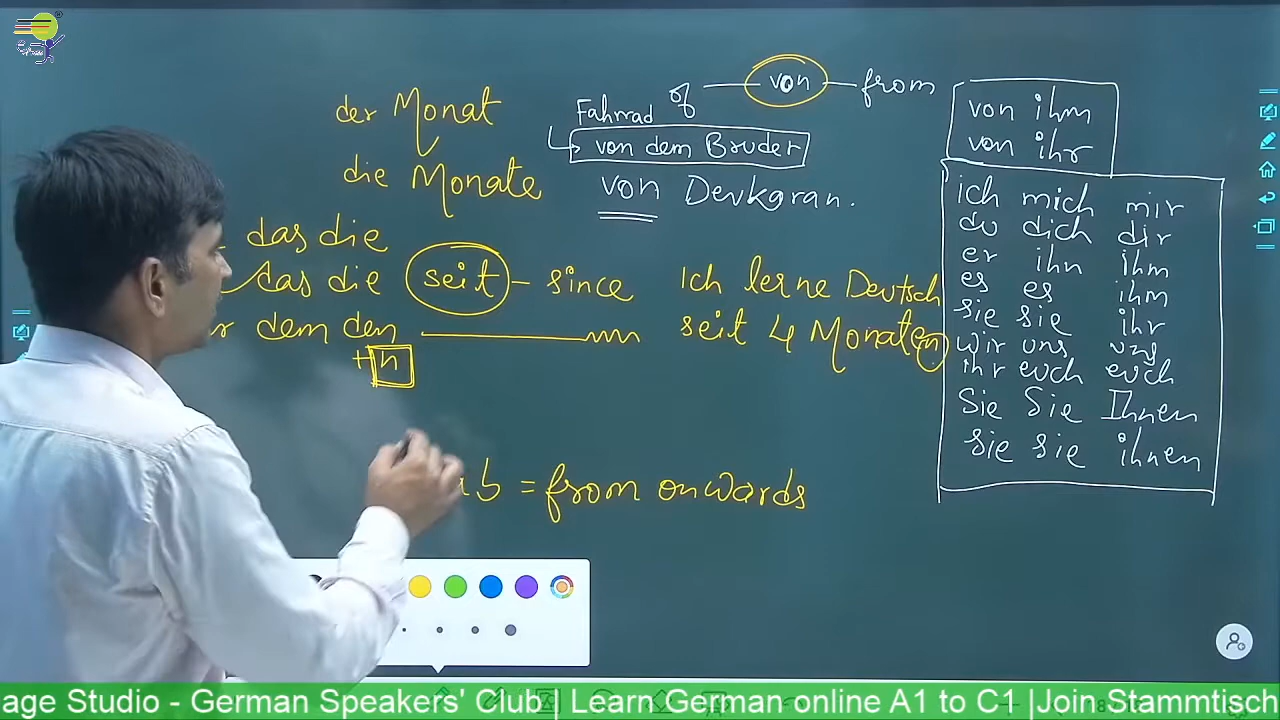 von from
of
Fahrrad
von dem Bruder
von Devkaran.
der Monat
die Monate
das die
das die
dem den
+n
seit - since
Ich lerne Deutsch
seit 4 Monaten
ab = from onwards
von ihm
von ihr
ich mich mir
du dich dir
er ihn ihm
es es ihm
sie sie ihr
wir uns uns
ihr euch euch
Sie Sie Ihnen
sie sie ihnen
age Studio - German Speakers' Club | Learn German online A1 to C1 |Join Stammtisch